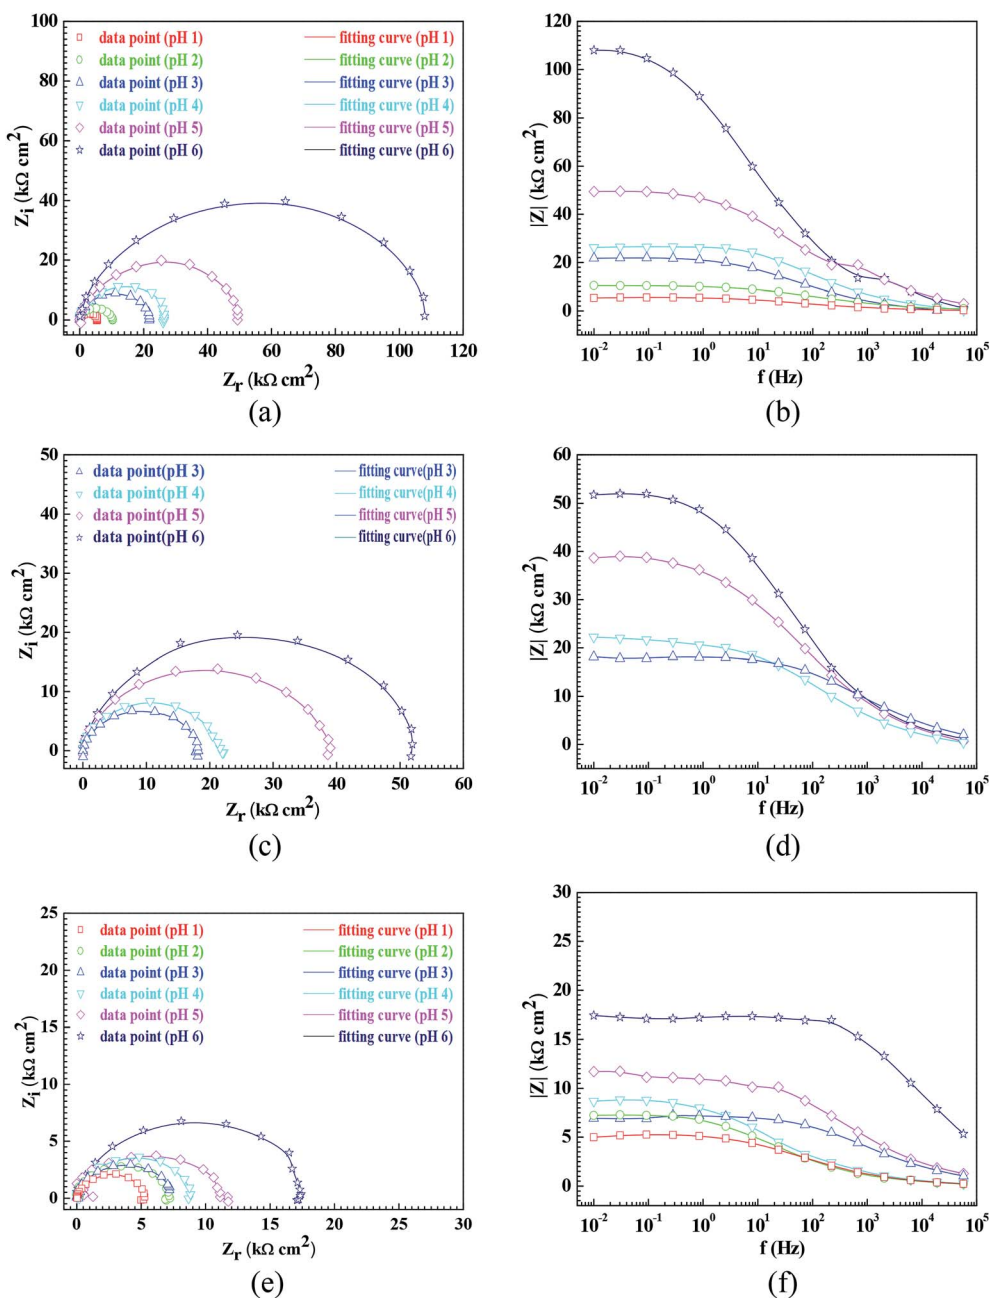 100
80
60
40
20
0
Z_i (kΩ cm²)
data point (pH 1)
data point (pH 2)
data point (pH 3)
data point (pH 4)
data point (pH 5)
data point (pH 6)
fitting curve (pH 1)
fitting curve (pH 2)
fitting curve (pH 3)
fitting curve (pH 4)
fitting curve (pH 5)
fitting curve (pH 6)
0 20 40 60 80 100 120
Z_r (kΩ cm²)
(a)
120
100
80
60
40
20
0
|Z| (kΩ cm²)
10⁻² 10⁻¹ 10⁰ 10¹ 10² 10³ 10⁴ 10⁵
f (Hz)
(b)
50
40
30
20
10
0
Z_i (kΩ cm²)
data point(pH 3)
data point(pH 4)
data point(pH 5)
data point(pH 6)
fitting curve(pH 3)
fitting curve(pH 4)
fitting curve(pH 5)
fitting curve(pH 6)
0 10 20 30 40 50 60
Z_r (kΩ cm²)
(c)
60
50
40
30
20
10
0
|Z| (kΩ cm²)
10⁻² 10⁻¹ 10⁰ 10¹ 10² 10³ 10⁴ 10⁵
f (Hz)
(d)
25
20
15
10
5
0
Z_i (kΩ cm²)
data point (pH 1)
data point (pH 2)
data point (pH 3)
data point (pH 4)
data point (pH 5)
data point (pH 6)
fitting curve (pH 1)
fitting curve (pH 2)
fitting curve (pH 3)
fitting curve (pH 4)
fitting curve (pH 5)
fitting curve (pH 6)
0 5 10 15 20 25 30
Z_r (kΩ cm²)
(e)
30
25
20
15
10
5
0
|Z| (kΩ cm²)
10⁻² 10⁻¹ 10⁰ 10¹ 10² 10³ 10⁴ 10⁵
f (Hz)
(f)